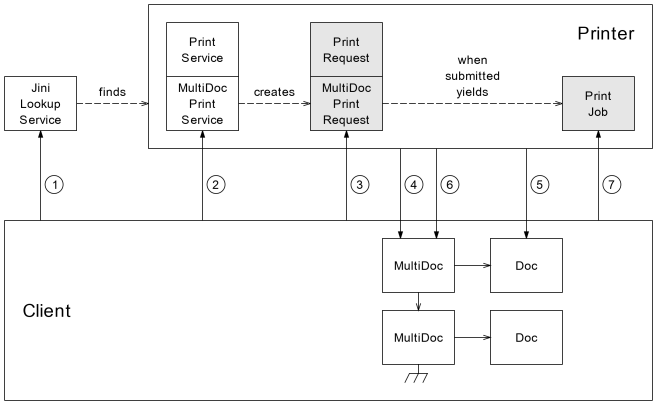 Printer
Print
Service
Print
Request
when
submitted
yields
Jini
Lookup
Service
finds
MultiDoc
Print
Service
creates
MultiDoc
Print
Request
Print
Job
1
2
3
4
6
5
7
MultiDoc
Doc
Client
MultiDoc
Doc